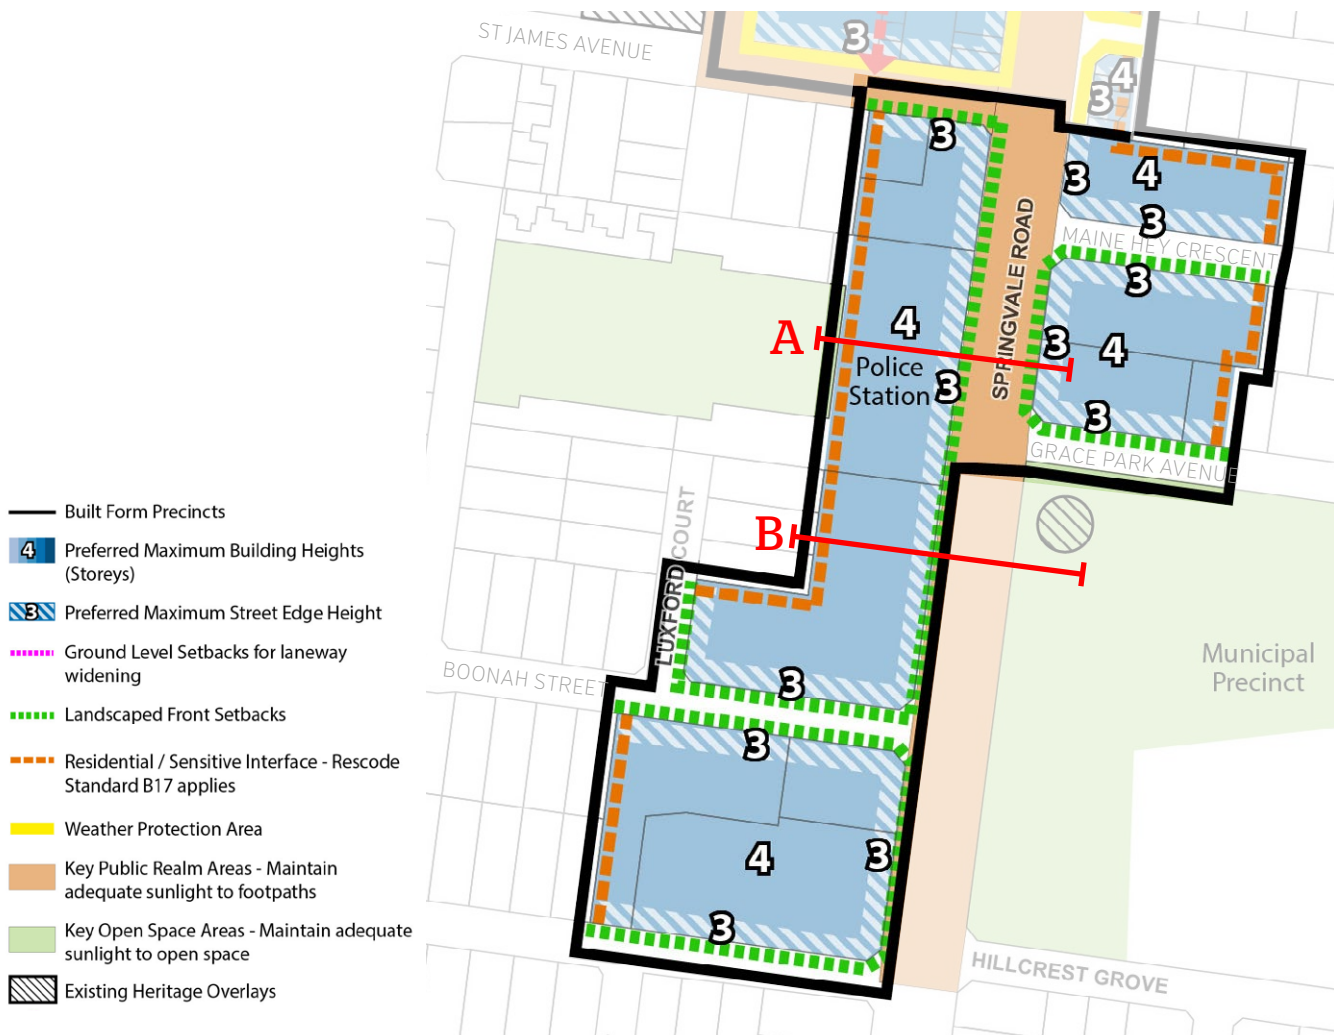 ST JAMES AVENUE
3
4
3
3
3
4
3
MAINE HEY CRESCENT
SPRINGVALE ROAD
3
A
4
3
4
Police
Station
3
3
GRACE PARK AVENUE
B
LUXFORD COURT
Municipal
Precinct
BOONAH STREET
3
3
4
3
3
HILLCREST GROVE
Built Form Precincts
4
Preferred Maximum Building Heights
(Storeys)
3
Preferred Maximum Street Edge Height
Ground Level Setbacks for laneway
widening
Landscaped Front Setbacks
Residential / Sensitive Interface - Rescode
Standard B17 applies
Weather Protection Area
Key Public Realm Areas - Maintain
adequate sunlight to footpaths
Key Open Space Areas - Maintain adequate
sunlight to open space
Existing Heritage Overlays